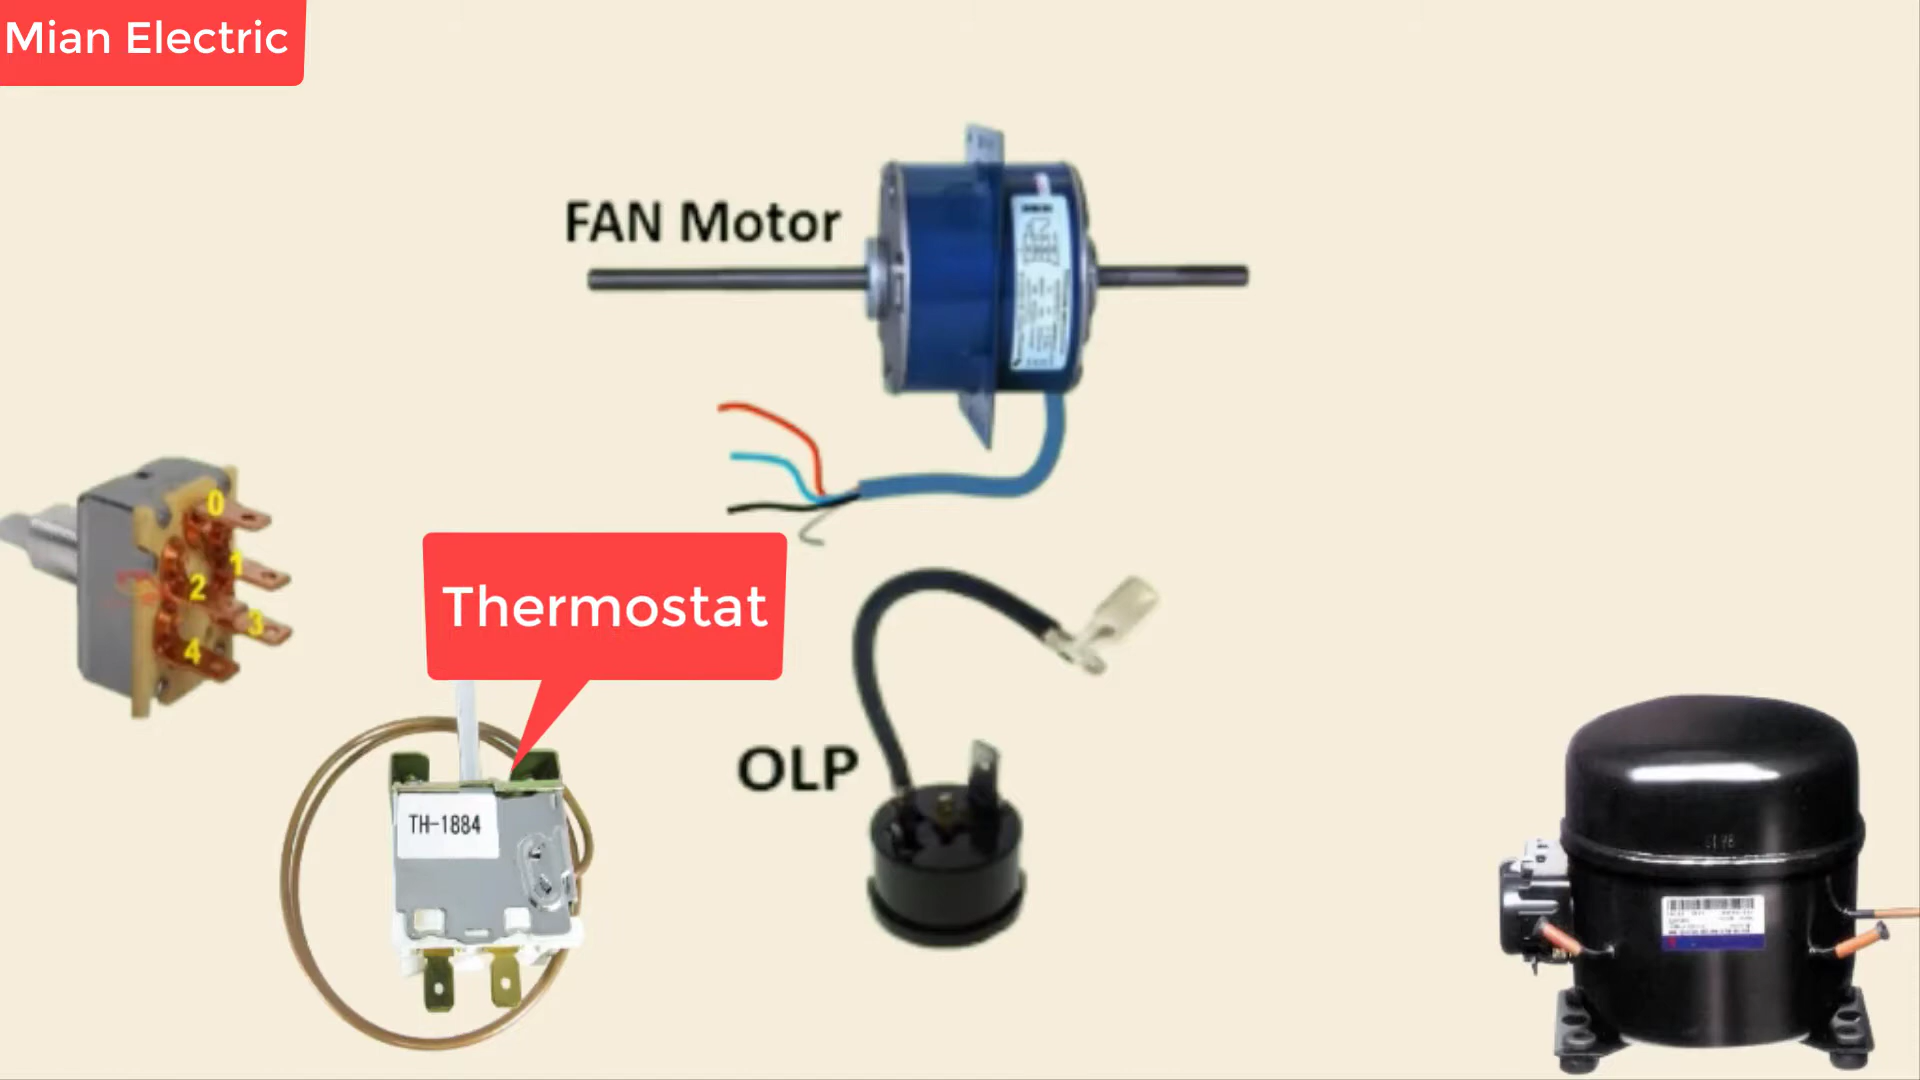 Mian Electric
FAN Motor
0
1
2
3
4
Thermostat
OLP
TH-1884